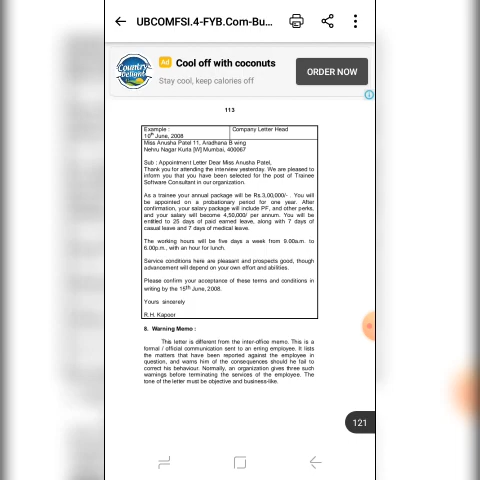 UBCOMFSI.4-FYB.Com-Bu...
Ad Cool off with coconuts
Stay cool, keep calories off
ORDER NOW
Country Delight
113
Example : Company Letter Head
10th June, 2008
Miss Anusha Patel 11, Aradhana B wing
Nehru Nagar Kurla [W] Mumbai, 400067
Sub : Appointment Letter Dear Miss Anusha Patel,
Thank you for attending the interview yesterday. We are pleased to
inform you that you have been selected for the post of Trainee
Software Consultant in our organization.
As a trainee your annual package will be Rs.3,00,000/- . You will
be appointed on a probationary period for one year. After
confirmation, your salary package will include PF, and other perks,
and your salary will become 4,50,000/ per annum. You will be
entitled to 25 days of paid earned leave, along with 7 days of
casual leave and 7 days of medical leave.
The working hours will be five days a week from 9.00a.m. to
6.00p.m., with an hour for lunch.
Service conditions here are pleasant and prospects good, though
advancement will depend on your own effort and abilities.
Please confirm your acceptance of these terms and conditions in
writing by the 15th June, 2008.
Yours sincerely
R.H. Kapoor
8. Warning Memo :
This letter is different from the inter-office memo. This is a
formal / official communication sent to an erring employee. It lists
the matters that have been reported against the employee in
question, and warns him of the consequences should he fail to
correct his behaviour. Normally, an organization gives three such
warnings before terminating the services of the employee. The
tone of the letter must be objective and business-like.
121